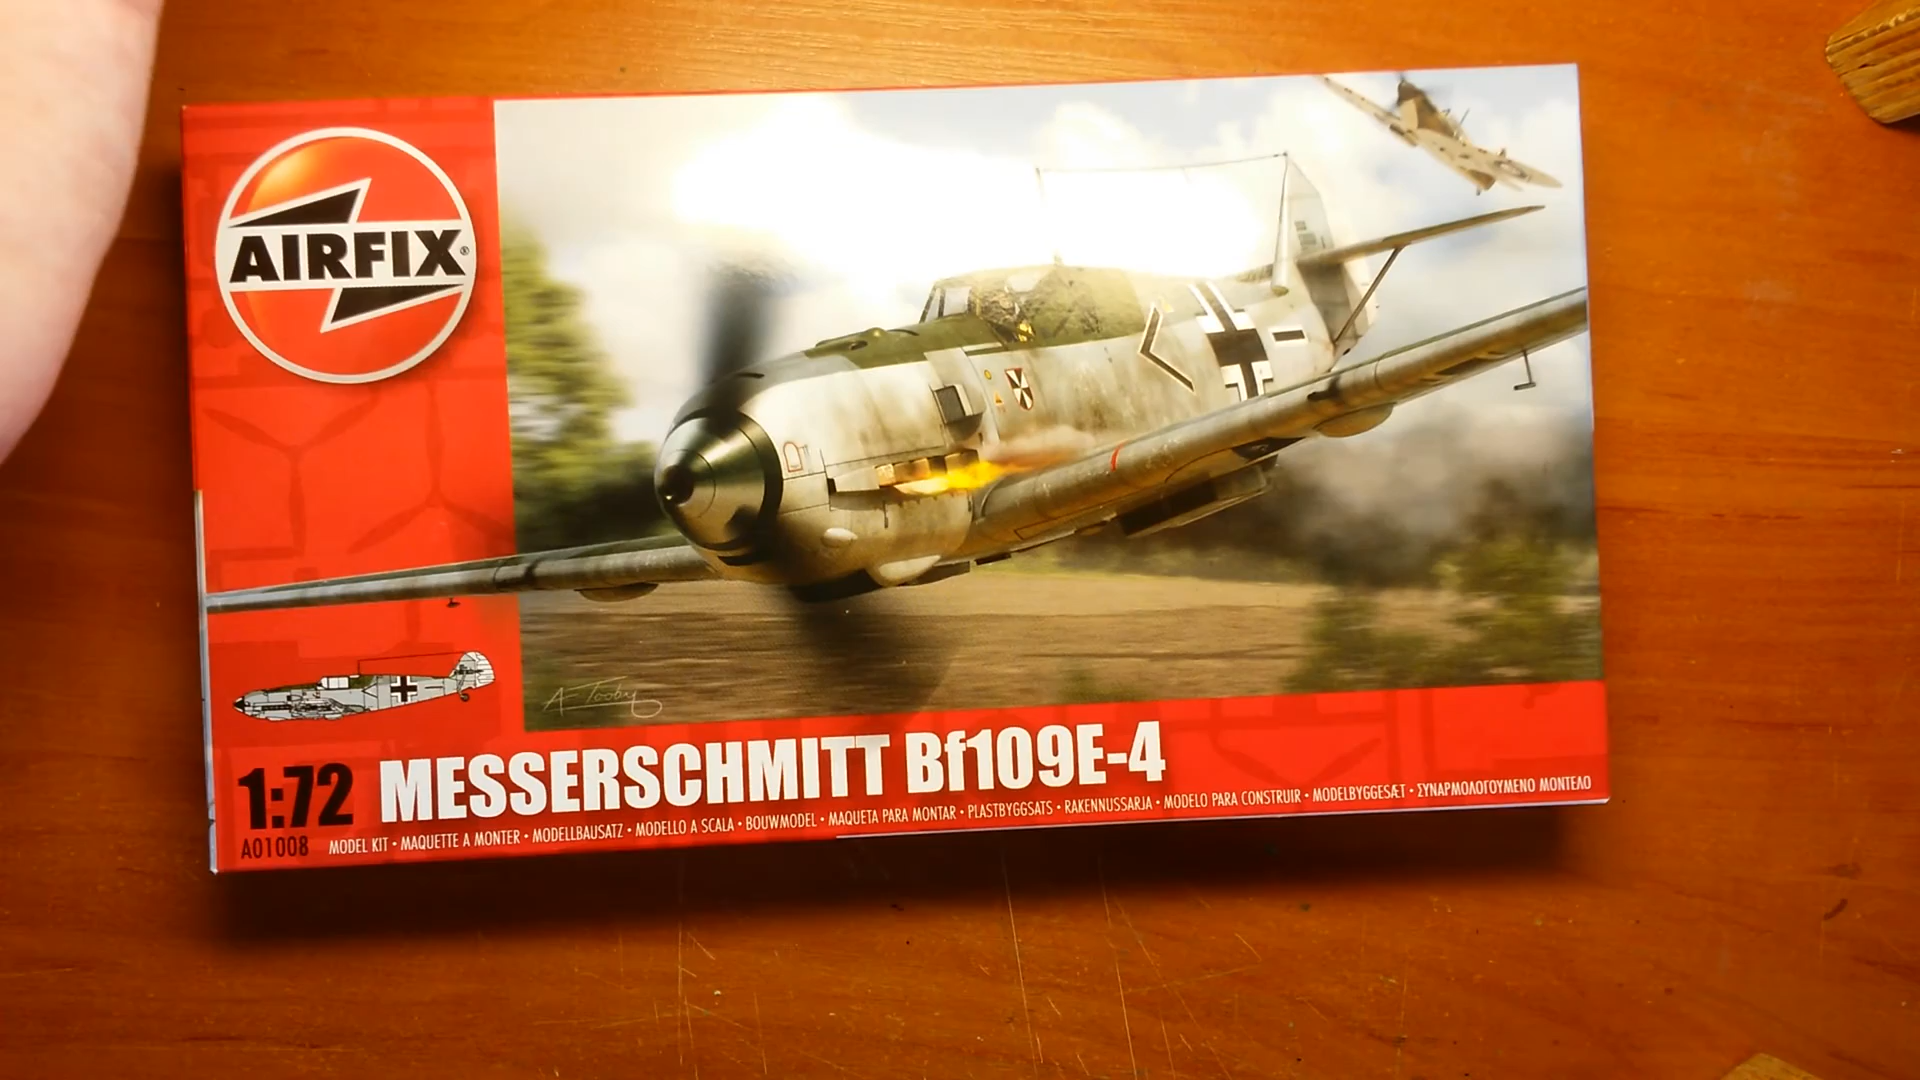 AIRFIX®
A Tooby
1:72
MESSERSCHMITT Bf109E-4
A01008
MODEL KIT • MAQUETTE A MONTER • MODELLBAUSATZ • MODELLO A SCALA • BOUWMODEL • MAQUETA PARA MONTAR • PLASTBYGGSATS • RAKENNUSSARJA • MODELO PARA CONSTRUIR • MODELBYGGESÆT • ΣΥΝΑΡΜΟΛΟΓΟΥΜΕΝΟ ΜΟΝΤΕΛΟ